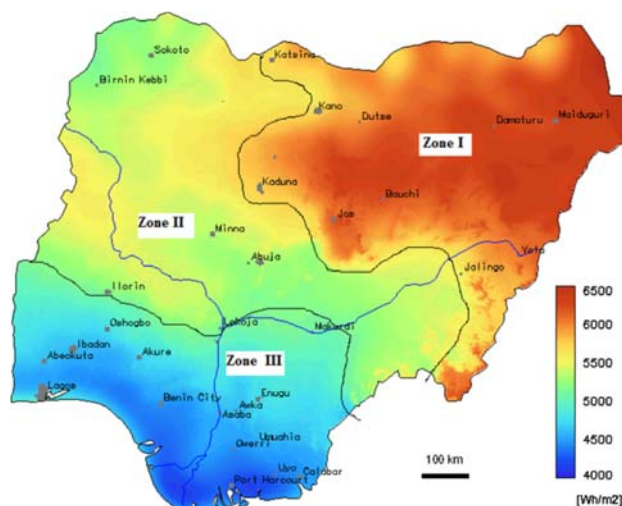 Sokoto
Katsina
Birnin Kebbi
Kano
Dutse
Damaturu
Maiduguri
Zone I
Kaduna
Bauchi
Jos
Zone II
Minna
Abuja
Yola
Jalingo
Ilorin
Oshogbo
Lokoja
Makurdi
Ibadan
Abeokuta
Akure
Zone III
Lagos
Benin City
Enugu
Awka
Asaba
Umuahia
Owerri
Uyo
Calabar
Port Harcourt
100 km
6500
6000
5500
5000
4500
4000
[Wh/m2]